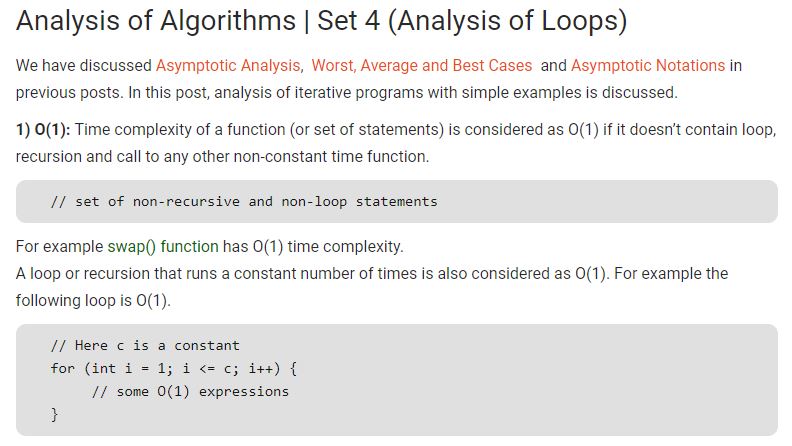 Analysis of Algorithms | Set 4 (Analysis of Loops)
We have discussed Asymptotic Analysis,  Worst, Average and Best Cases  and Asymptotic Notations in
previous posts. In this post, analysis of iterative programs with simple examples is discussed.
1) O(1): Time complexity of a function (or set of statements) is considered as O(1) if it doesn’t contain loop,
recursion and call to any other non-constant time function.
// set of non-recursive and non-loop statements
For example swap() function has O(1) time complexity.
A loop or recursion that runs a constant number of times is also considered as O(1). For example the
following loop is O(1).
// Here c is a constant
for (int i = 1; i <= c; i++) {
     // some O(1) expressions
}